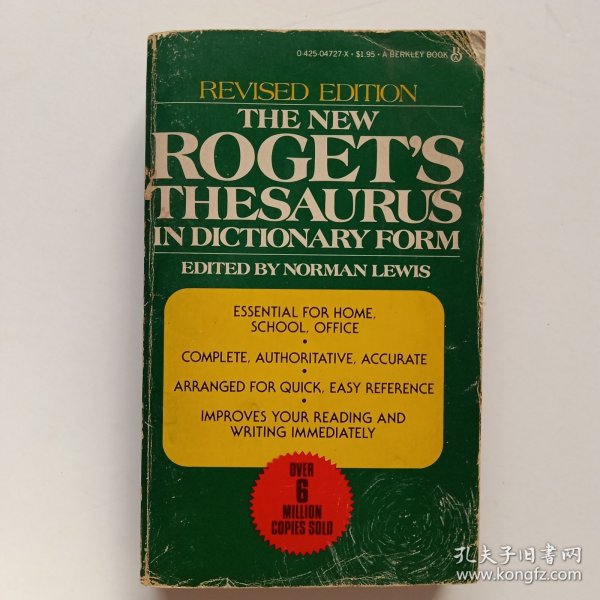 0-425-04727-X • $1.95 • A BERKLEY BOOK
REVISED EDITION
THE NEW
ROGET'S
THESAURUS
IN DICTIONARY FORM
EDITED BY NORMAN LEWIS
ESSENTIAL FOR HOME,
SCHOOL, OFFICE
•
COMPLETE, AUTHORITATIVE, ACCURATE
•
ARRANGED FOR QUICK, EASY REFERENCE
•
IMPROVES YOUR READING AND
WRITING IMMEDIATELY
OVER
6
MILLION
COPIES SOLD
孔夫子旧书网
www.kongfz.com